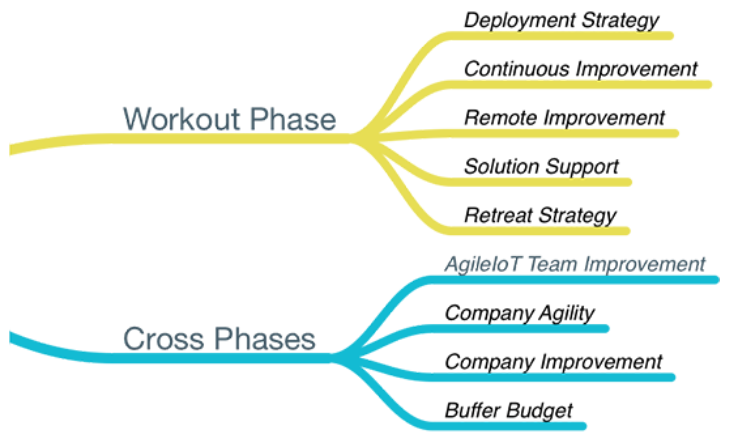 Deployment Strategy
Continuous Improvement
Workout Phase
Remote Improvement
Solution Support
Retreat Strategy
AgileIoT Team Improvement
Company Agility
Cross Phases
Company Improvement
Buffer Budget